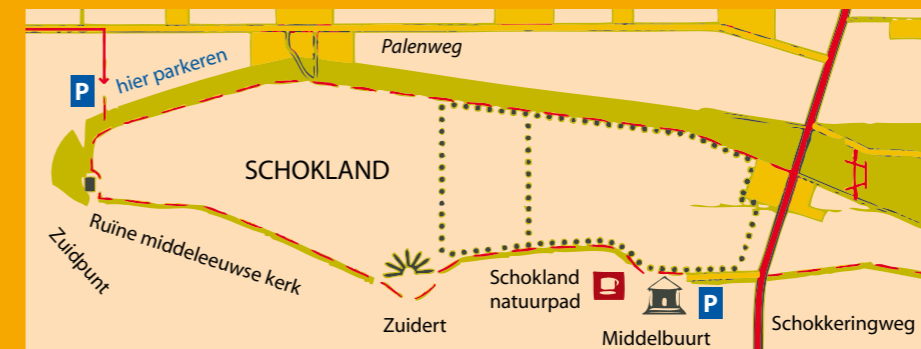 Palenweg
hier parkeren
P
SCHOKLAND
Ruïne middeleeuwse kerk
Zuidpunt
Schokland
natuurpad
Zuidert
P
Middelbuurt
Schokkeringweg